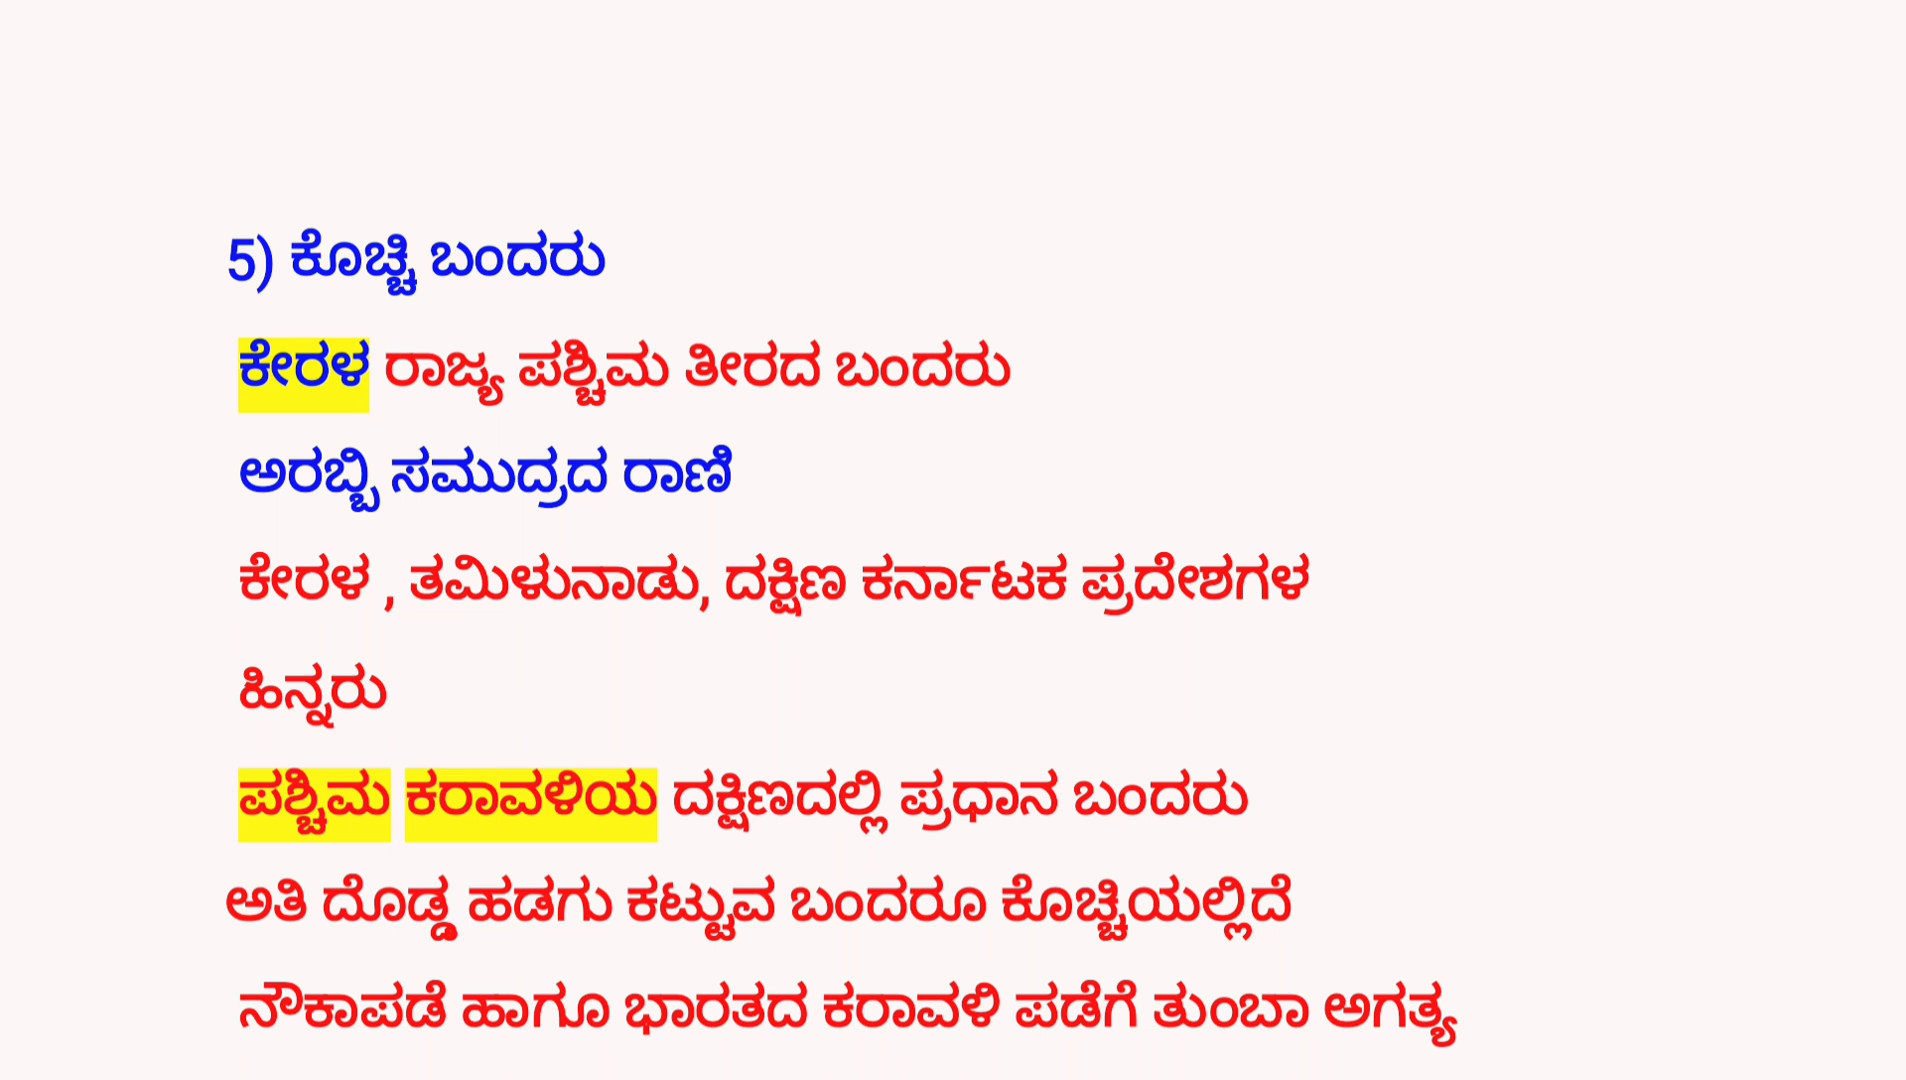 5) ಕೊಚ್ಚಿ ಬಂದರು
ಕೇರಳ ರಾಜ್ಯ ಪಶ್ಚಿಮ ತೀರದ ಬಂದರು
ಅರಬ್ಬಿ ಸಮುದ್ರದ ರಾಣಿ
ಕೇರಳ , ತಮಿಳುನಾಡು, ದಕ್ಷಿಣ ಕರ್ನಾಟಕ ಪ್ರದೇಶಗಳ
ಹಿನ್ನರು
ಪಶ್ಚಿಮ ಕರಾವಳಿಯ ದಕ್ಷಿಣದಲ್ಲಿ ಪ್ರಧಾನ ಬಂದರು
ಅತಿ ದೊಡ್ಡ ಹಡಗು ಕಟ್ಟುವ ಬಂದರೂ ಕೊಚ್ಚಿಯಲ್ಲಿದೆ
ನೌಕಾಪಡೆ ಹಾಗೂ ಭಾರತದ ಕರಾವಳಿ ಪಡೆಗೆ ತುಂಬಾ ಅಗತ್ಯ